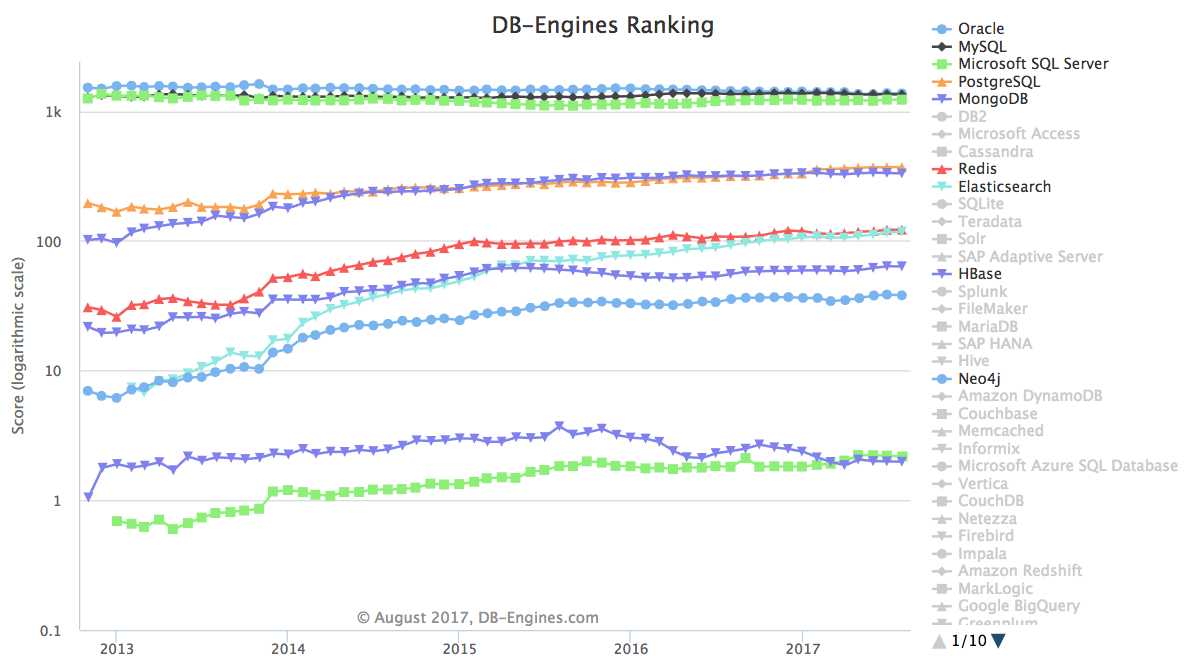 DB-Engines Ranking
Score (logarithmic scale)
1k
100
10
1
0.1
2013
2014
2015
2016
2017
© August 2017, DB-Engines.com
Oracle
MySQL
Microsoft SQL Server
PostgreSQL
MongoDB
DB2
Microsoft Access
Cassandra
Redis
Elasticsearch
SQLite
Teradata
Solr
SAP Adaptive Server
HBase
Splunk
FileMaker
MariaDB
SAP HANA
Hive
Neo4j
Amazon DynamoDB
Couchbase
Memcached
Informix
Microsoft Azure SQL Database
Vertica
CouchDB
Netezza
Firebird
Impala
Amazon Redshift
MarkLogic
Google BigQuery
Greenplum
1/10